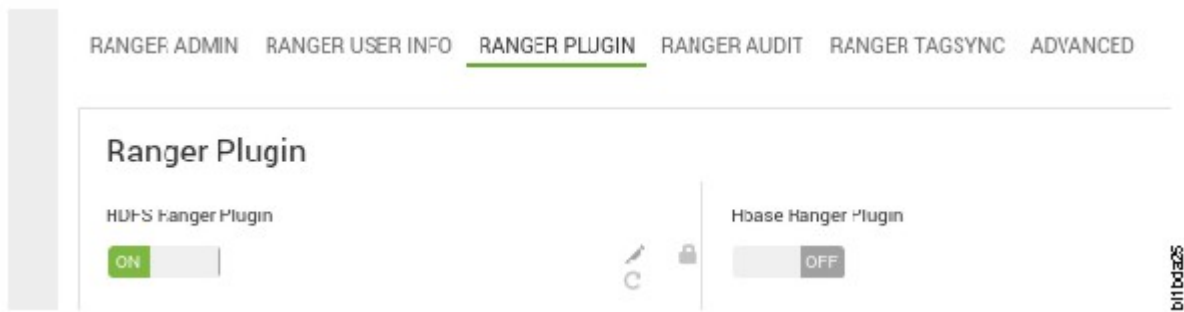 RANGER ADMIN RANGER USER INFO RANGER PLUGIN RANGER AUDIT RANGER TAGSYNC ADVANCED
Ranger Plugin
HDFS Ranger Plugin
Hbase Ranger Plugin
ON
OFF
bl1bda25